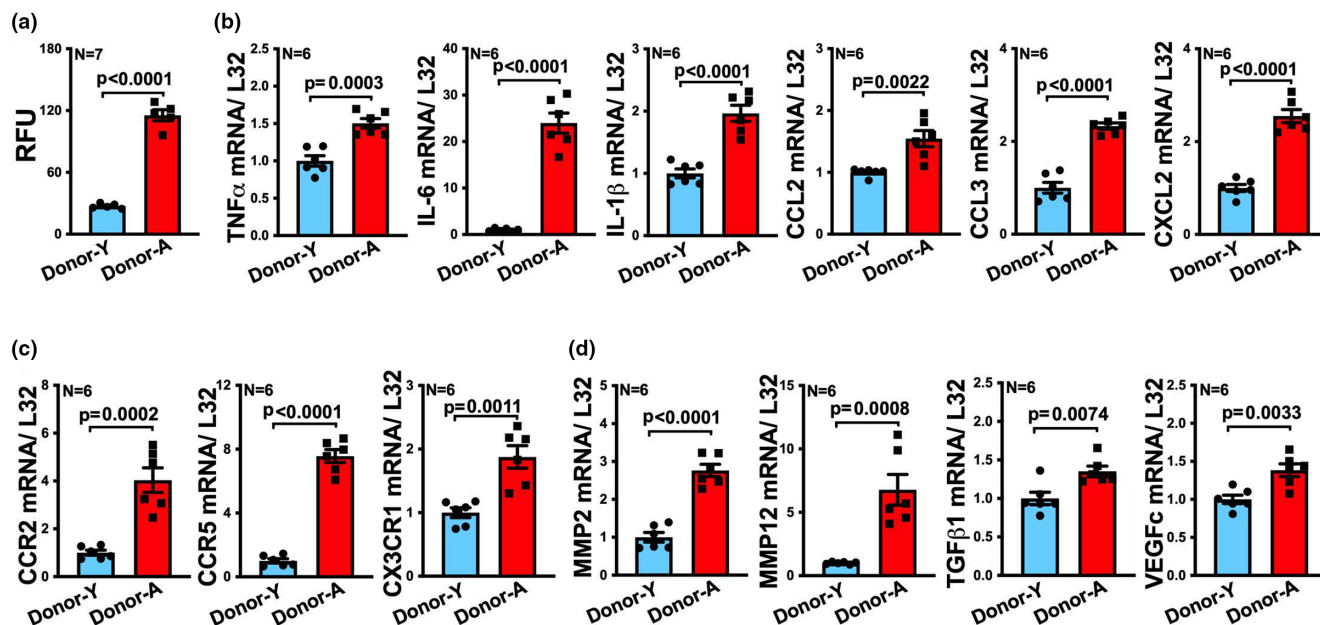 (a)
N=7
p<0.0001
RFU
180
120
60
0
Donor-Y
Donor-A
(b)
N=6
p=0.0003
TNFα mRNA/ L32
2.5
2.0
1.5
1.0
0.5
0.0
Donor-Y
Donor-A
N=6
p<0.0001
IL-6 mRNA/ L32
40
30
20
10
0
Donor-Y
Donor-A
N=6
p<0.0001
IL-1β mRNA/ L32
3
2
1
0
Donor-Y
Donor-A
N=6
p=0.0022
CCL2 mRNA/ L32
3
2
1
0
Donor-Y
Donor-A
N=6
p<0.0001
CCL3 mRNA/ L32
4
2
0
Donor-Y
Donor-A
N=6
p<0.0001
CXCL2 mRNA/ L32
4
2
0
Donor-Y
Donor-A
(c)
N=6
p=0.0002
CCR2 mRNA/ L32
8
6
4
2
0
Donor-Y
Donor-A
N=6
p<0.0001
CCR5 mRNA/ L32
12
8
4
0
Donor-Y
Donor-A
N=6
p=0.0011
CX3CR1 mRNA/ L32
3
2
1
0
Donor-Y
Donor-A
(d)
N=6
p<0.0001
MMP2 mRNA/ L32
5
4
3
2
1
0
Donor-Y
Donor-A
N=6
p=0.0008
MMP12 mRNA/ L32
15
10
5
0
Donor-Y
Donor-A
N=6
p=0.0074
TGFβ1 mRNA/ L32
2.5
2.0
1.5
1.0
0.5
0.0
Donor-Y
Donor-A
N=6
p=0.0033
VEGFc mRNA/ L32
2.5
2.0
1.5
1.0
0.5
0.0
Donor-Y
Donor-A